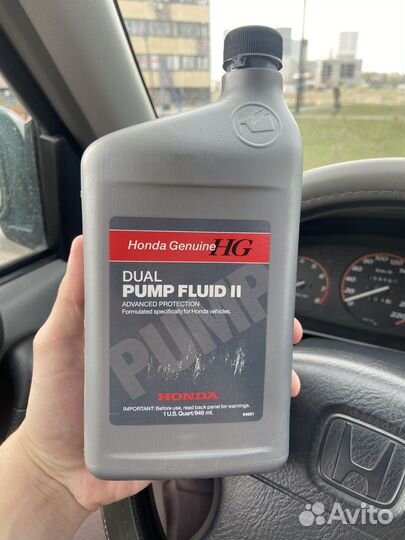 Honda Genuine HG
DUAL
PUMP FLUID II
ADVANCED PROTECTION
Formulated specifically for Honda vehicles.
PUMP
HONDA
IMPORTANT: Before use, read back panel for warnings.
1 U.S. Quart/946 ml.
Avito